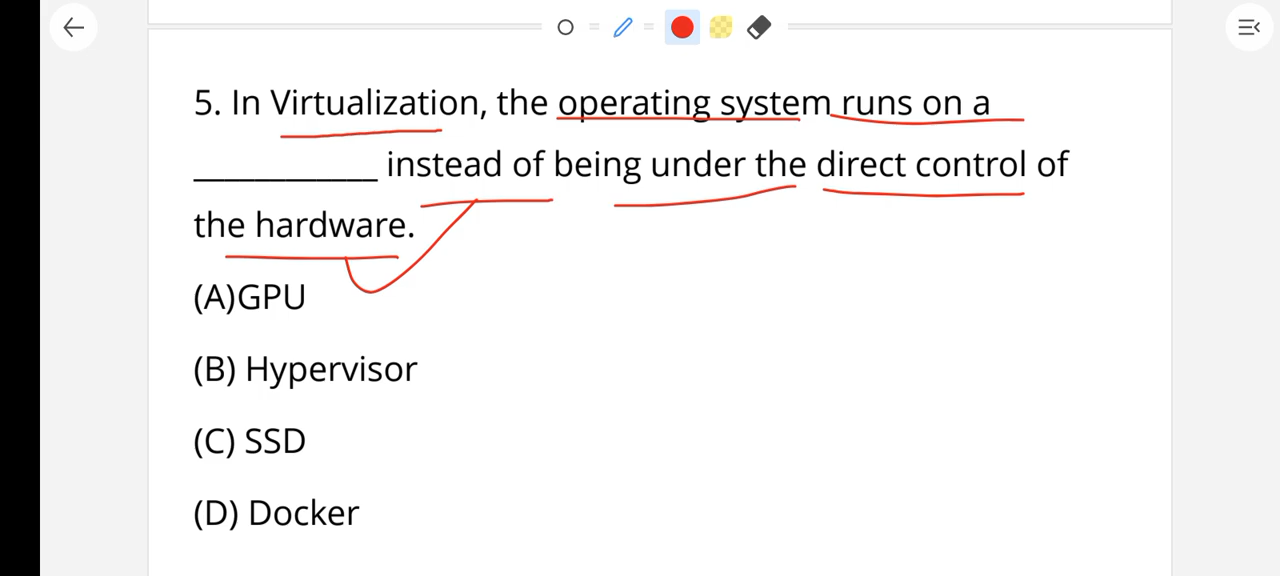 5. In Virtualization, the operating system runs on a
____________ instead of being under the direct control of
the hardware.
(A)GPU
(B) Hypervisor
(C) SSD
(D) Docker